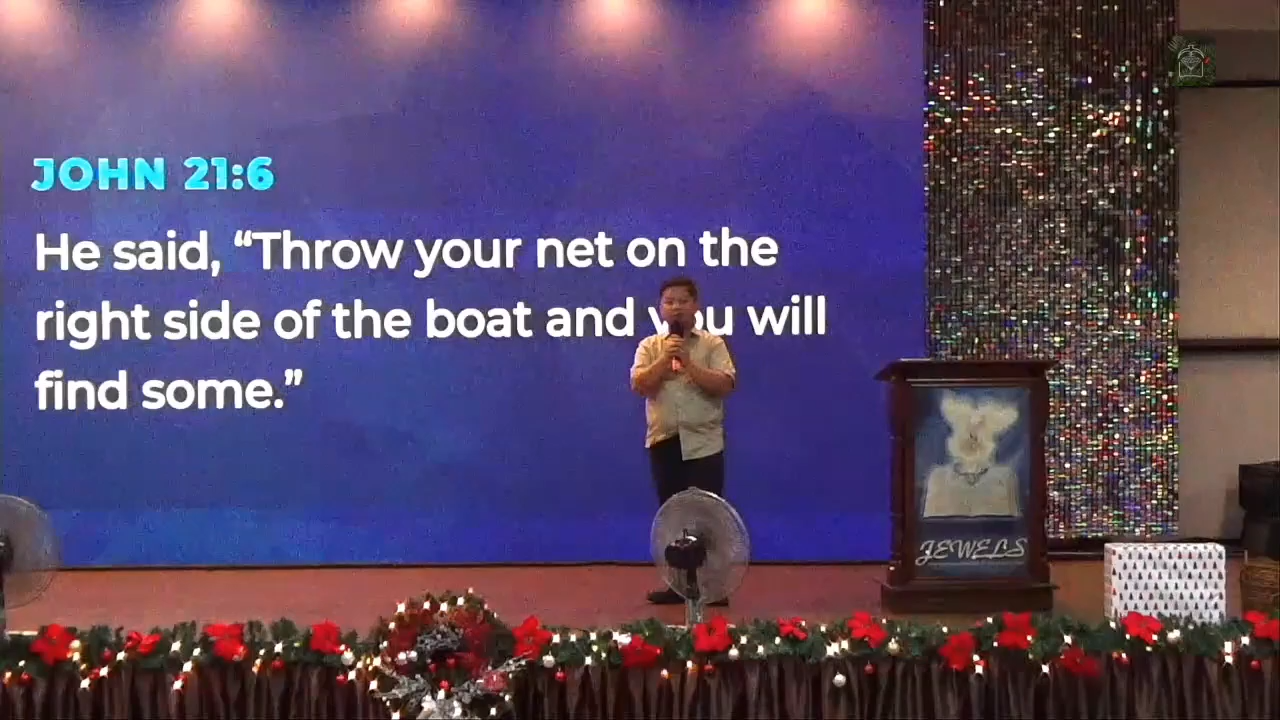 JOHN 21:6
He said, “Throw your net on the
right side of the boat and you will
find some.”
JEWELS